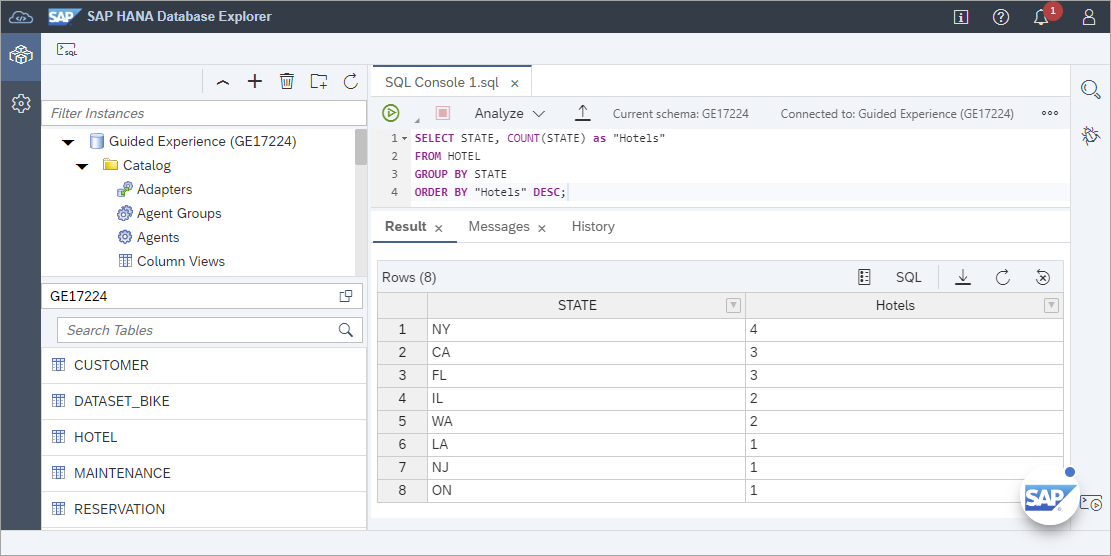 SAP SAP HANA Database Explorer 1
SQL
Filter Instances
Guided Experience (GE17224)
Catalog
Adapters
Agent Groups
Agents
Column Views
GE17224
Search Tables
CUSTOMER
DATASET_BIKE
HOTEL
MAINTENANCE
RESERVATION
SQL Console 1.sql
Analyze Current schema: GE17224 Connected to: Guided Experience (GE17224)
1 SELECT STATE, COUNT(STATE) as "Hotels"
2 FROM HOTEL
3 GROUP BY STATE
4 ORDER BY "Hotels" DESC;
Result Messages History
Rows (8) SQL
STATE Hotels
1 NY 4
2 CA 3
3 FL 3
4 IL 2
5 WA 2
6 LA 1
7 NJ 1
8 ON 1
SAP